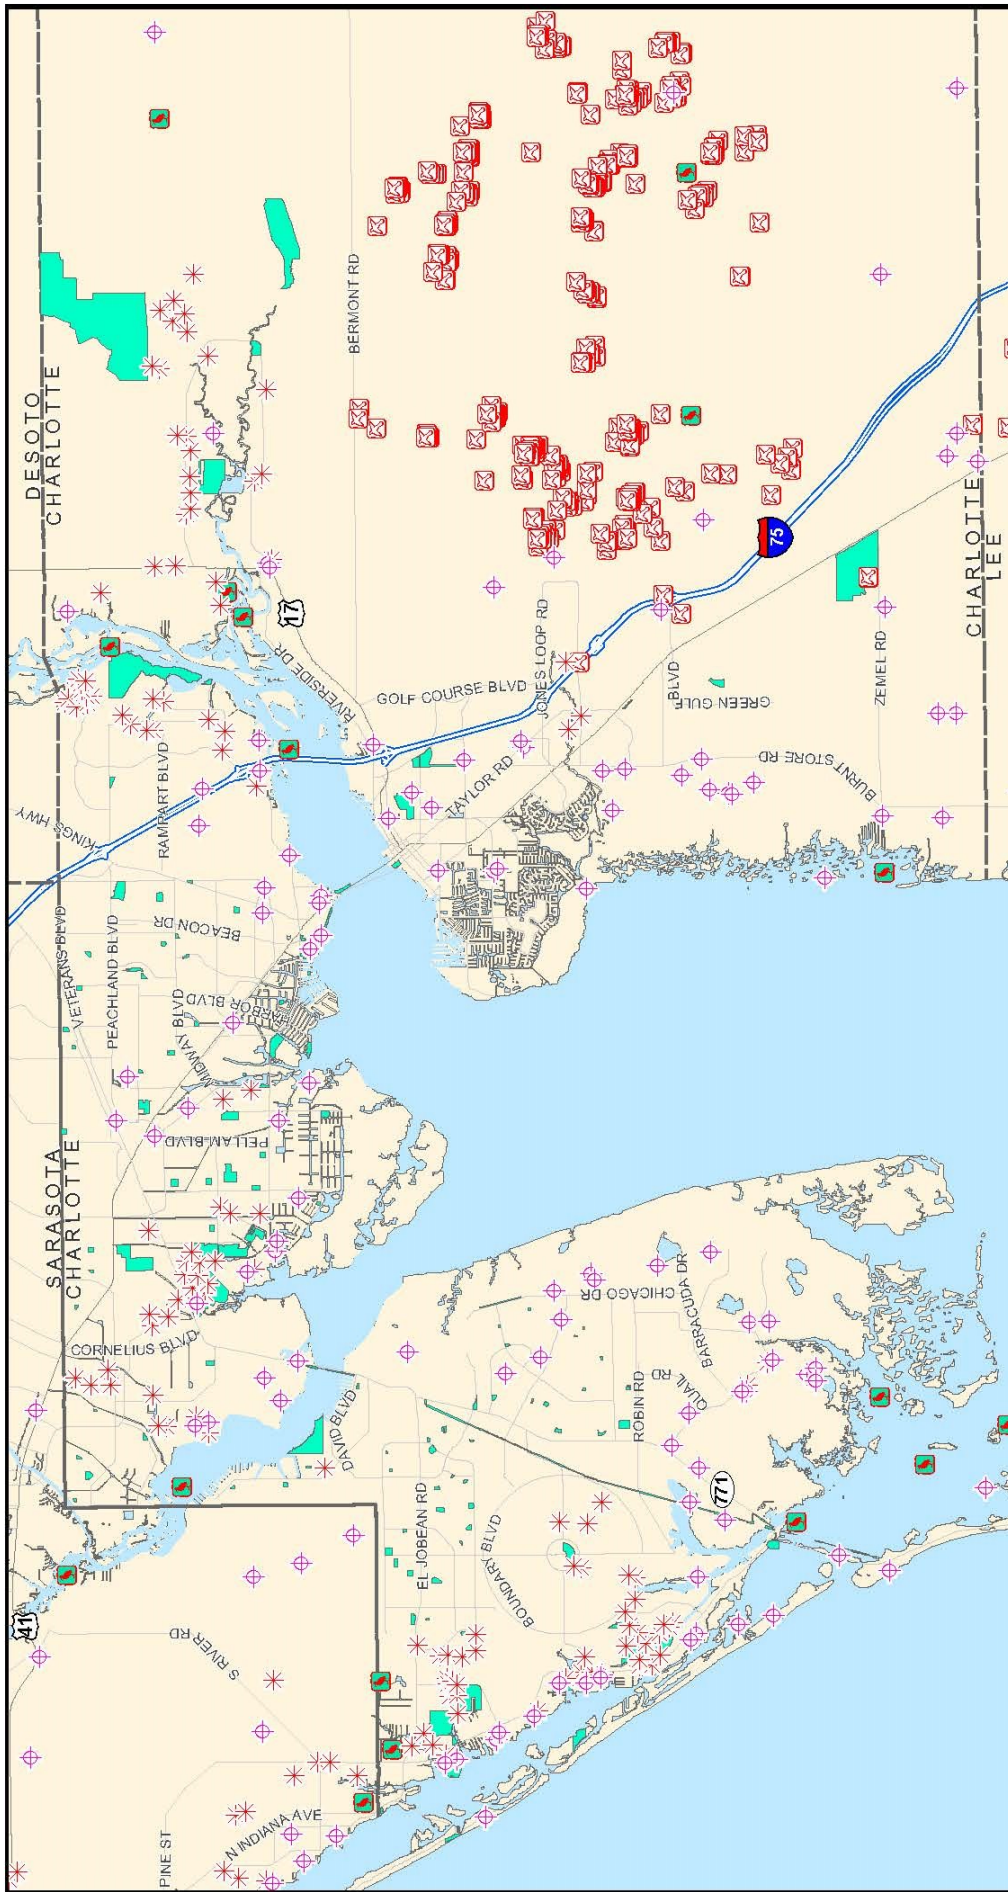 DESOTO
CHARLOTTE
BERMONT RD
CHARLOTTE
LEE
75
17
RIVERSIDE DR
GOLF COURSE BLVD
JONES LOOP RD
BLVD
GREEN GULF
ZEMEL RD
BURNT STORE RD
TAYLOR RD
RAMPART BLVD
KINGS HWY
VETERANS BLVD
PEACHLAND BLVD
BEACON DR
HARBOR BLVD
MIDWAY BLVD
PELLAM BLVD
SARASOTA
CHARLOTTE
CORNELIUS BLVD
CHICAGO DR
BARRACUDA DR
QUAIL RD
ROBIN RD
DAVID BLVD
771
EL JOBEAN RD
BOUNDARY BLVD
41
S RIVER RD
N INDIANA AVE
PINE ST